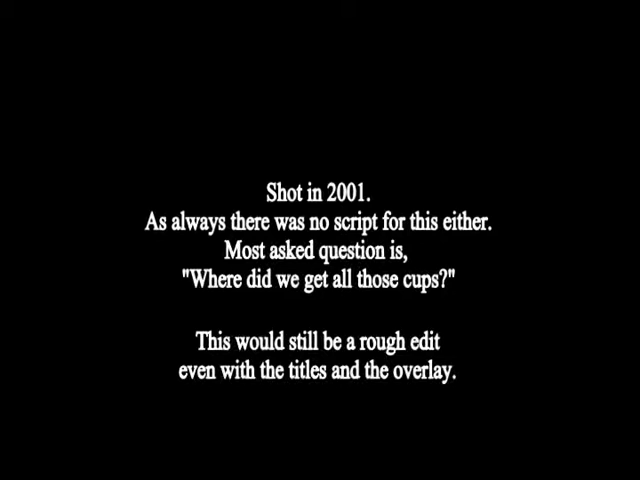 Shot in 2001.
As always there was no script for this either.
Most asked question is,
"Where did we get all those cups?"
This would still be a rough edit
even with the titles and the overlay.